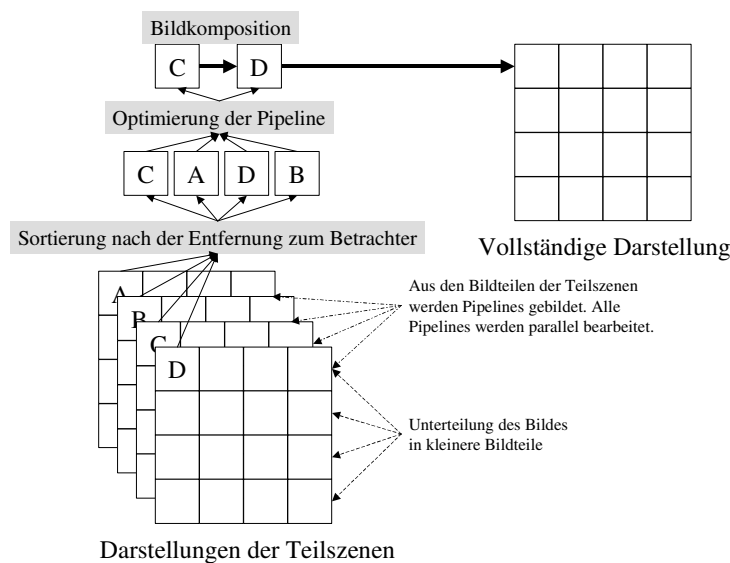 Bildkomposition
C D
Optimierung der Pipeline
C A D B
Sortierung nach der Entfernung zum Betrachter
Vollständige Darstellung
A
B
C
D
Aus den Bildteilen der Teilszenen
werden Pipelines gebildet. Alle
Pipelines werden parallel bearbeitet.
Unterteilung des Bildes
in kleinere Bildteile
Darstellungen der Teilszenen